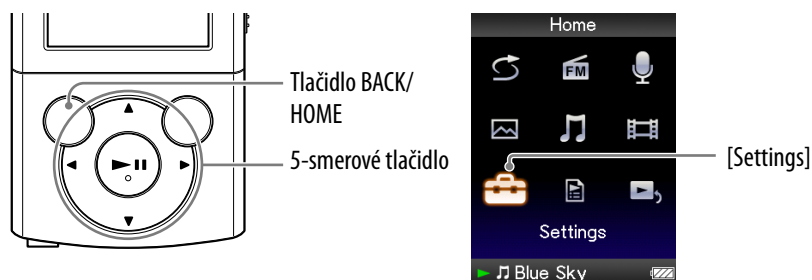 Tlačidlo BACK/
HOME
5-smerové tlačidlo
Home
FM
Settings
Blue Sky
[Settings]